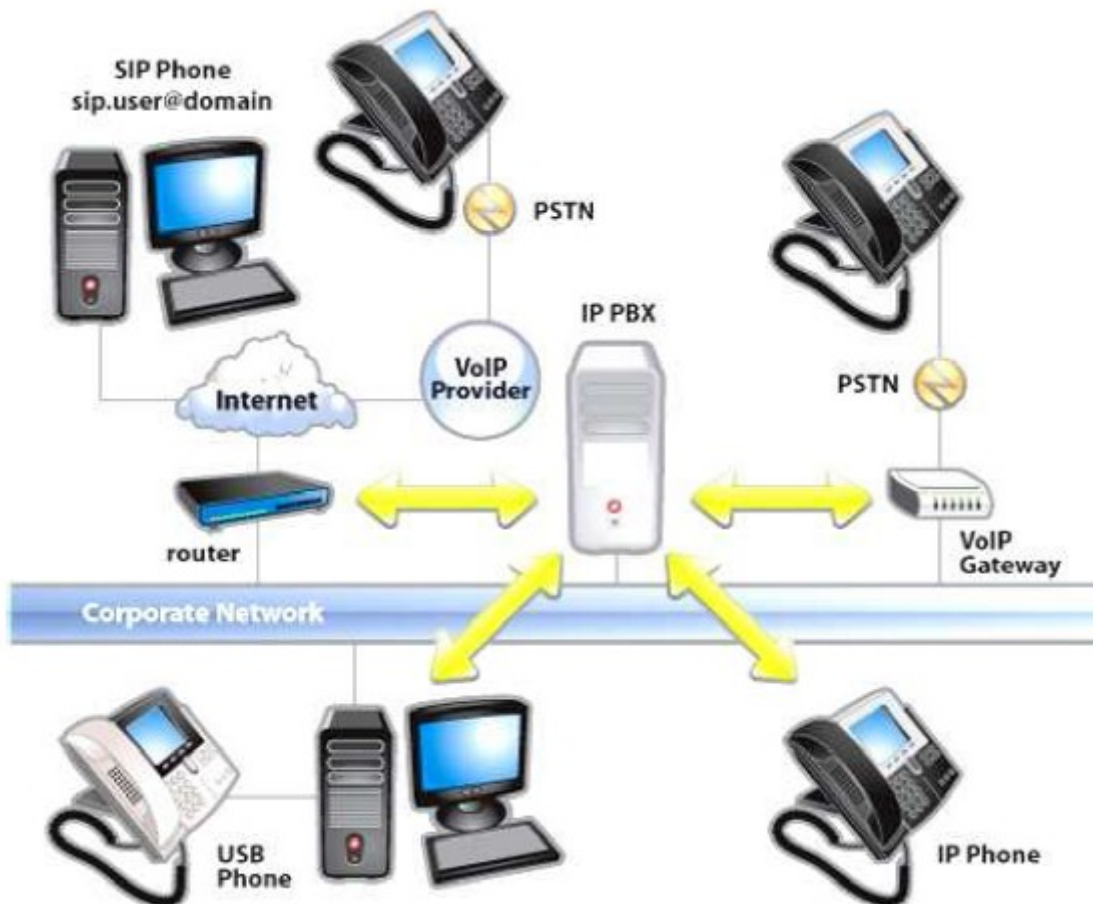 SIP Phone
sip.user@domain
PSTN
IP PBX
VoIP
Provider
Internet
PSTN
router
VoIP
Gateway
Corporate Network
USB
Phone
IP Phone